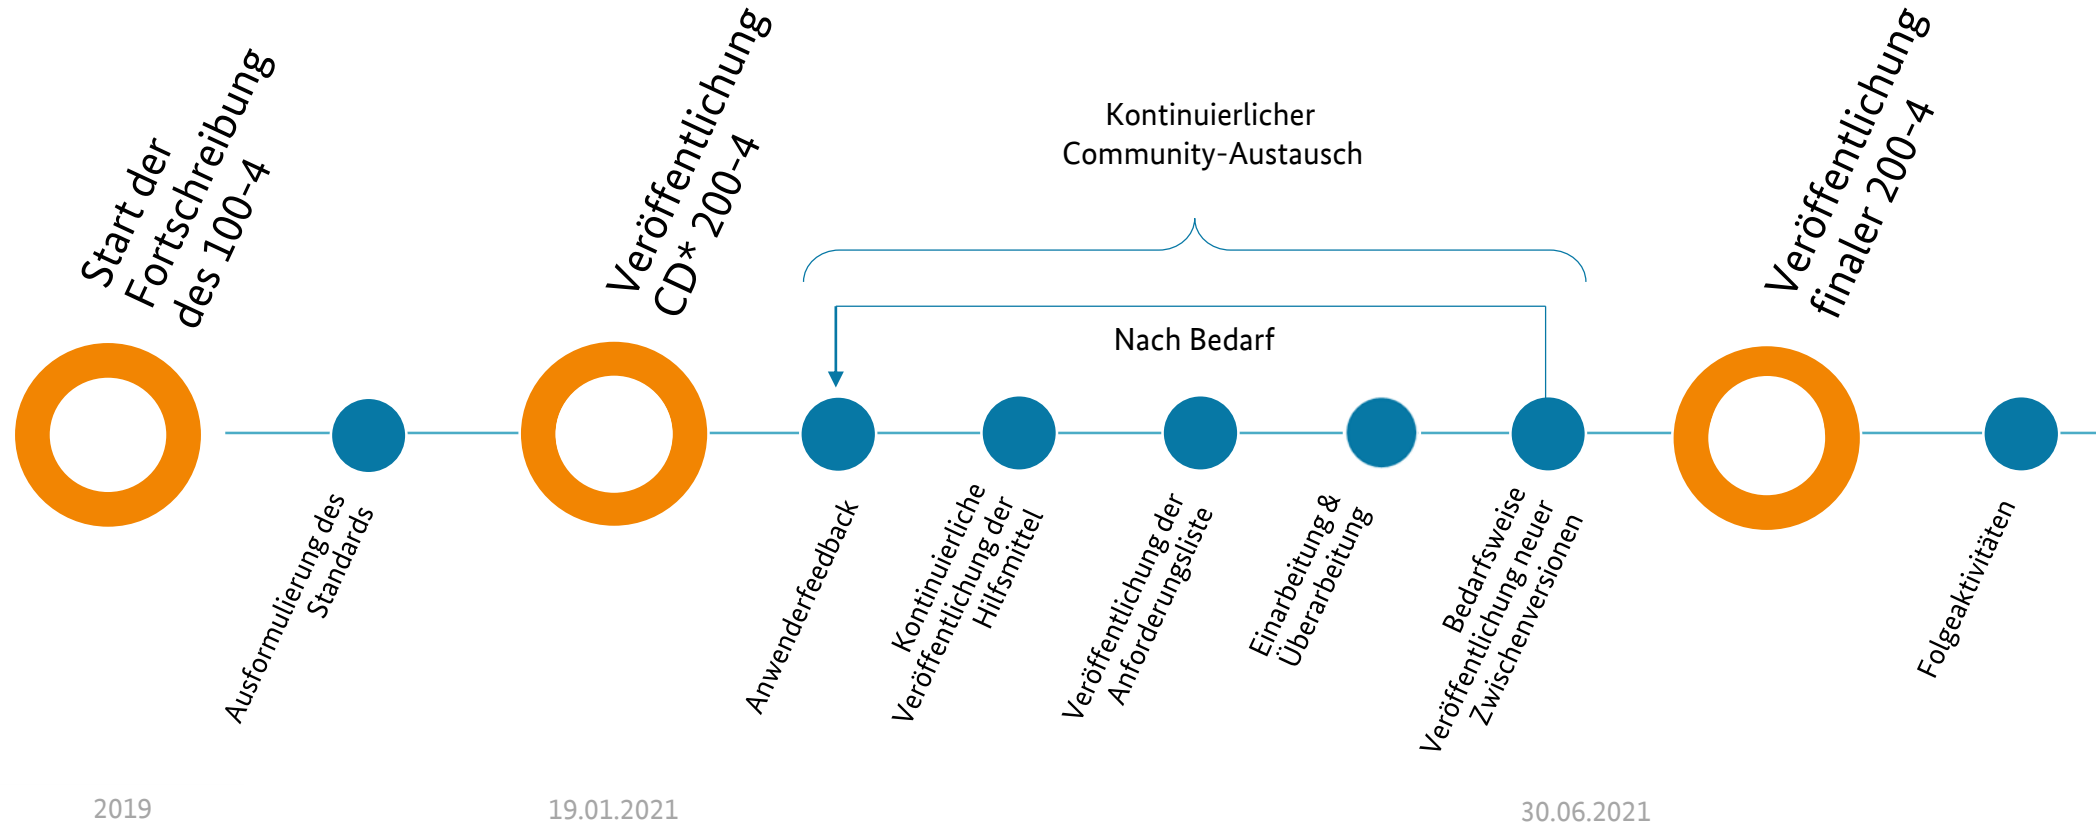 Start der
Fortschreibung
des 100-4
Veröffentlichung
CD* 200-4
Kontinuierlicher
Community-Austausch
Nach Bedarf
Veröffentlichung
finaler 200-4
Ausformulierung des
Standards
Anwenderfeedback
Kontinuierliche
Veröffentlichung der
Hilfsmittel
Veröffentlichung der
Anforderungsliste
Einarbeitung &
Überarbeitung
Bedarfsweise
Veröffentlichung neuer
Zwischenversionen
Folgeaktivitäten
2019
19.01.2021
30.06.2021